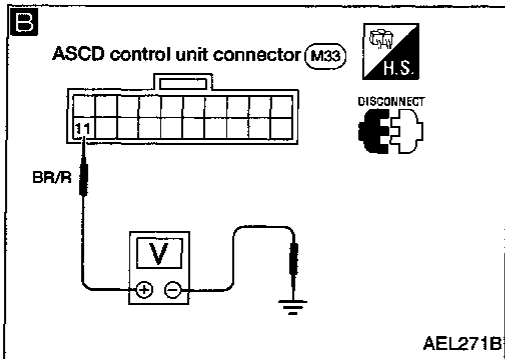 B
ASCD control unit connector M33
H.S.
DISCONNECT
11
BR/R
V
+ −
AEL271B